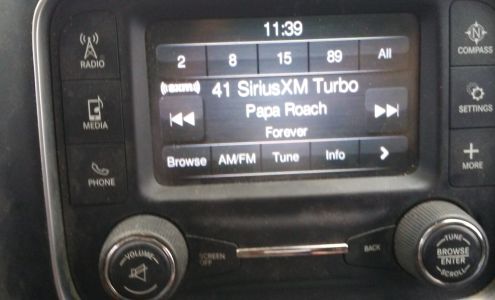 11:39
2 8 15 89 All
((SXM)) 41 SiriusXM Turbo
Papa Roach
Forever
Browse AM/FM Tune Info
RADIO
MEDIA
PHONE
COMPASS
SETTINGS
MORE
VOLUME
SCREEN OFF
BACK
TUNE
BROWSE
ENTER
SCROLL
N